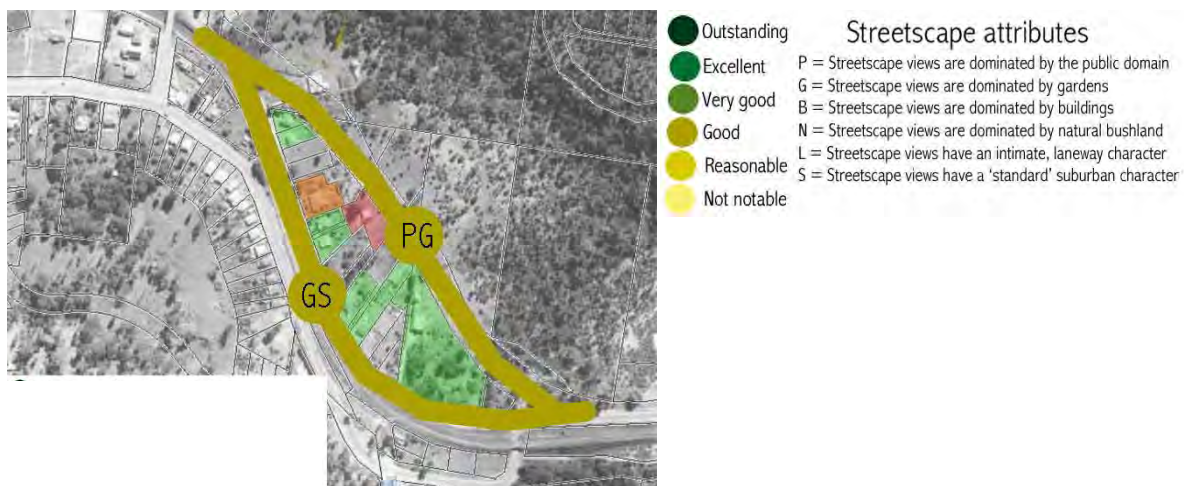 PG
GS
Outstanding
Excellent
Very good
Good
Reasonable
Not notable
Streetscape attributes
P = Streetscape views are dominated by the public domain
G = Streetscape views are dominated by gardens
B = Streetscape views are dominated by buildings
N = Streetscape views are dominated by natural bushland
L = Streetscape views have an intimate, laneway character
S = Streetscape views have a 'standard' suburban character